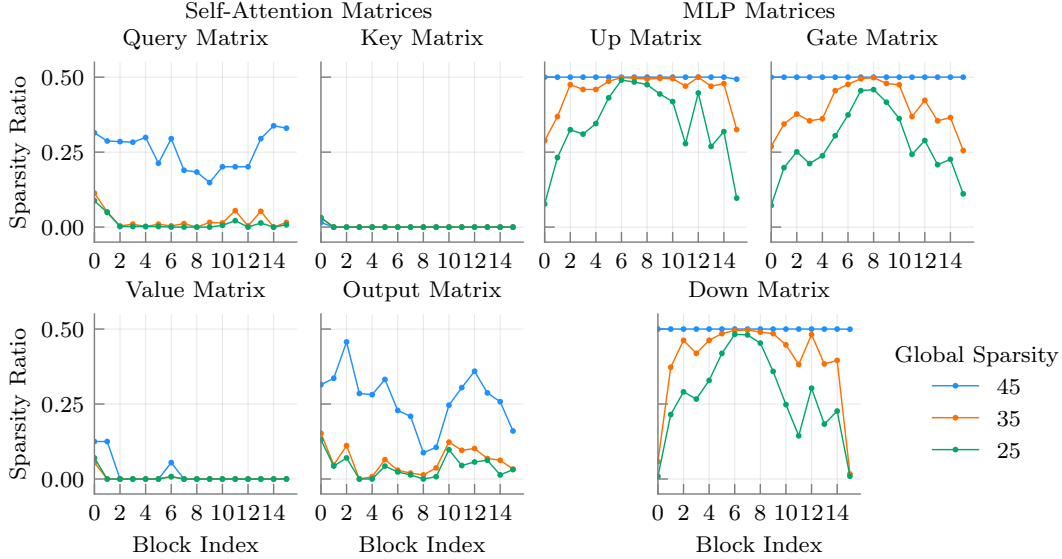 Self-Attention Matrices
MLP Matrices
Query Matrix
Key Matrix
Up Matrix
Gate Matrix
Sparsity Ratio
0.50
0.25
0.00
0 2 4 6 8 10 12 14
0 2 4 6 8 10 12 14
0 2 4 6 8 10 12 14
0 2 4 6 8 10 12 14
Value Matrix
Output Matrix
Down Matrix
Sparsity Ratio
0.50
0.25
0.00
0 2 4 6 8 10 12 14
0 2 4 6 8 10 12 14
0 2 4 6 8 10 12 14
Block Index
Block Index
Block Index
Global Sparsity
45
35
25